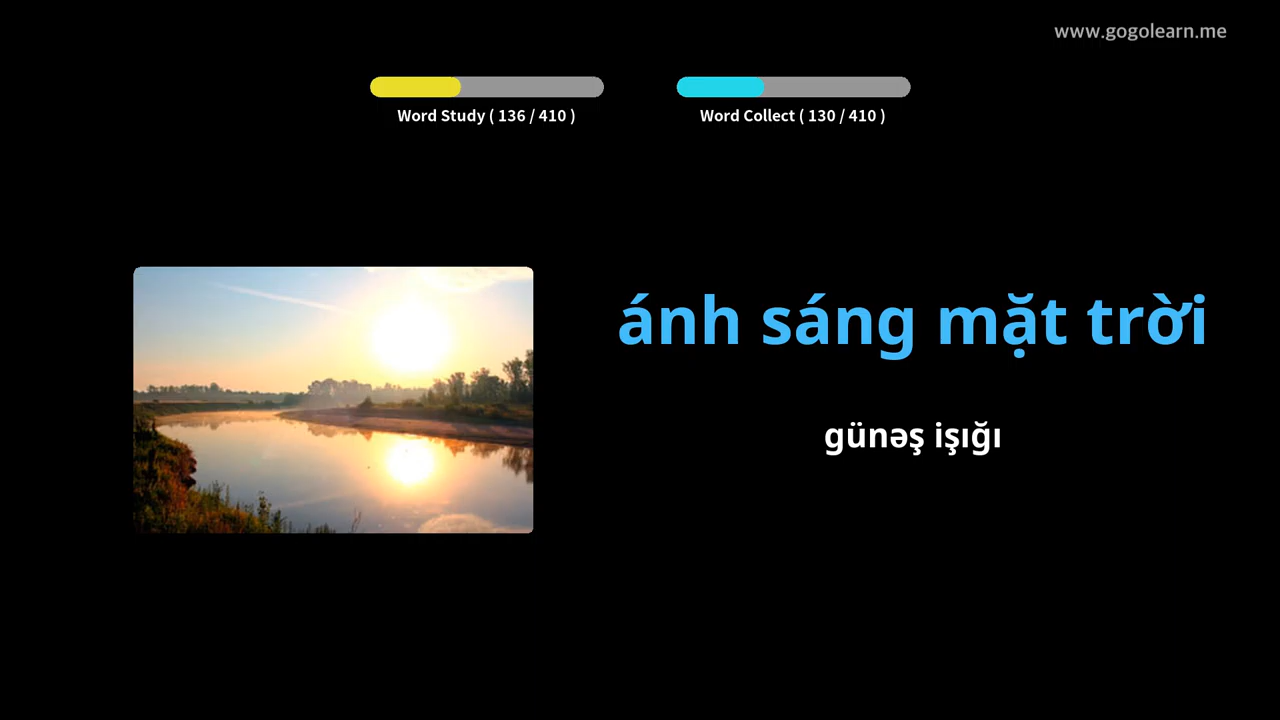 www.gogolearn.me
Word Study ( 136 / 410 )
Word Collect ( 130 / 410 )
ánh sáng mặt trời
günəş işığı